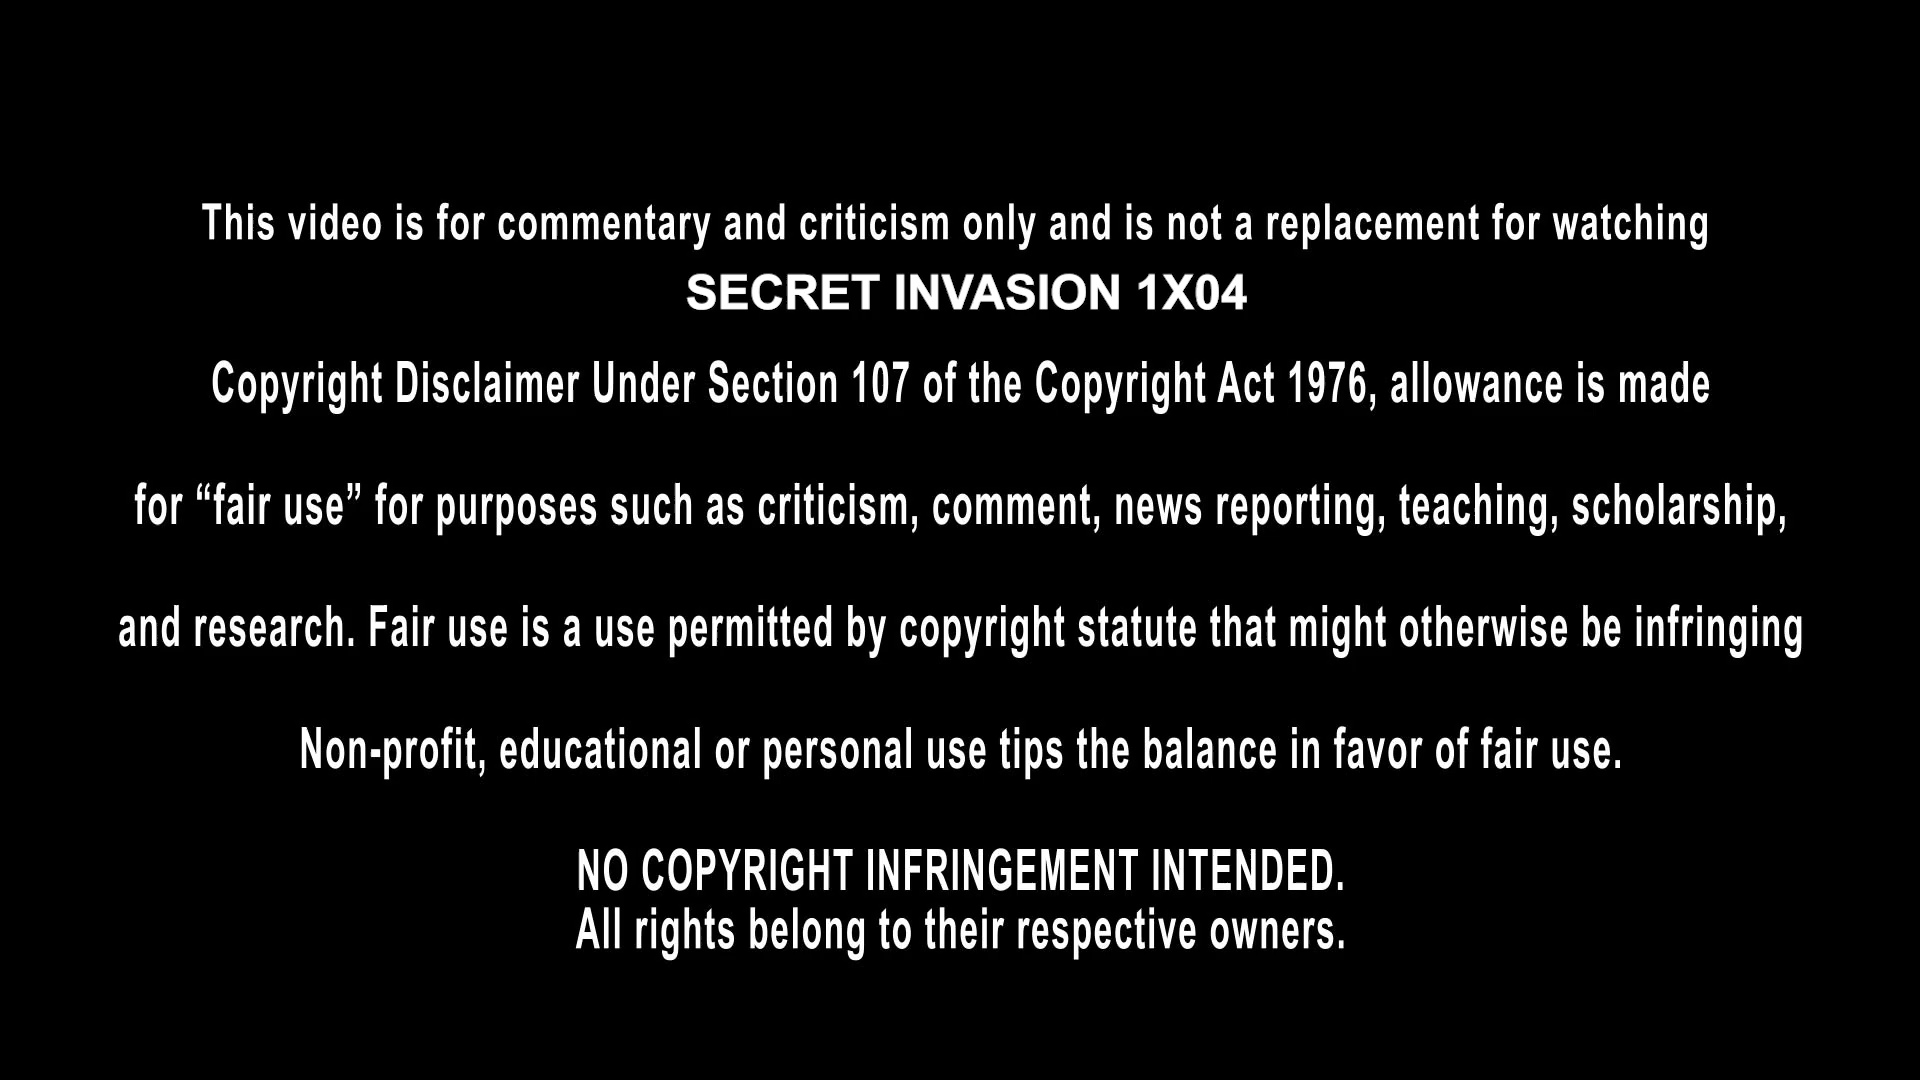 This video is for commentary and criticism only and is not a replacement for watching
SECRET INVASION 1X04
Copyright Disclaimer Under Section 107 of the Copyright Act 1976, allowance is made
for “fair use” for purposes such as criticism, comment, news reporting, teaching, scholarship,
and research. Fair use is a use permitted by copyright statute that might otherwise be infringing
Non-profit, educational or personal use tips the balance in favor of fair use.
NO COPYRIGHT INFRINGEMENT INTENDED.
All rights belong to their respective owners.